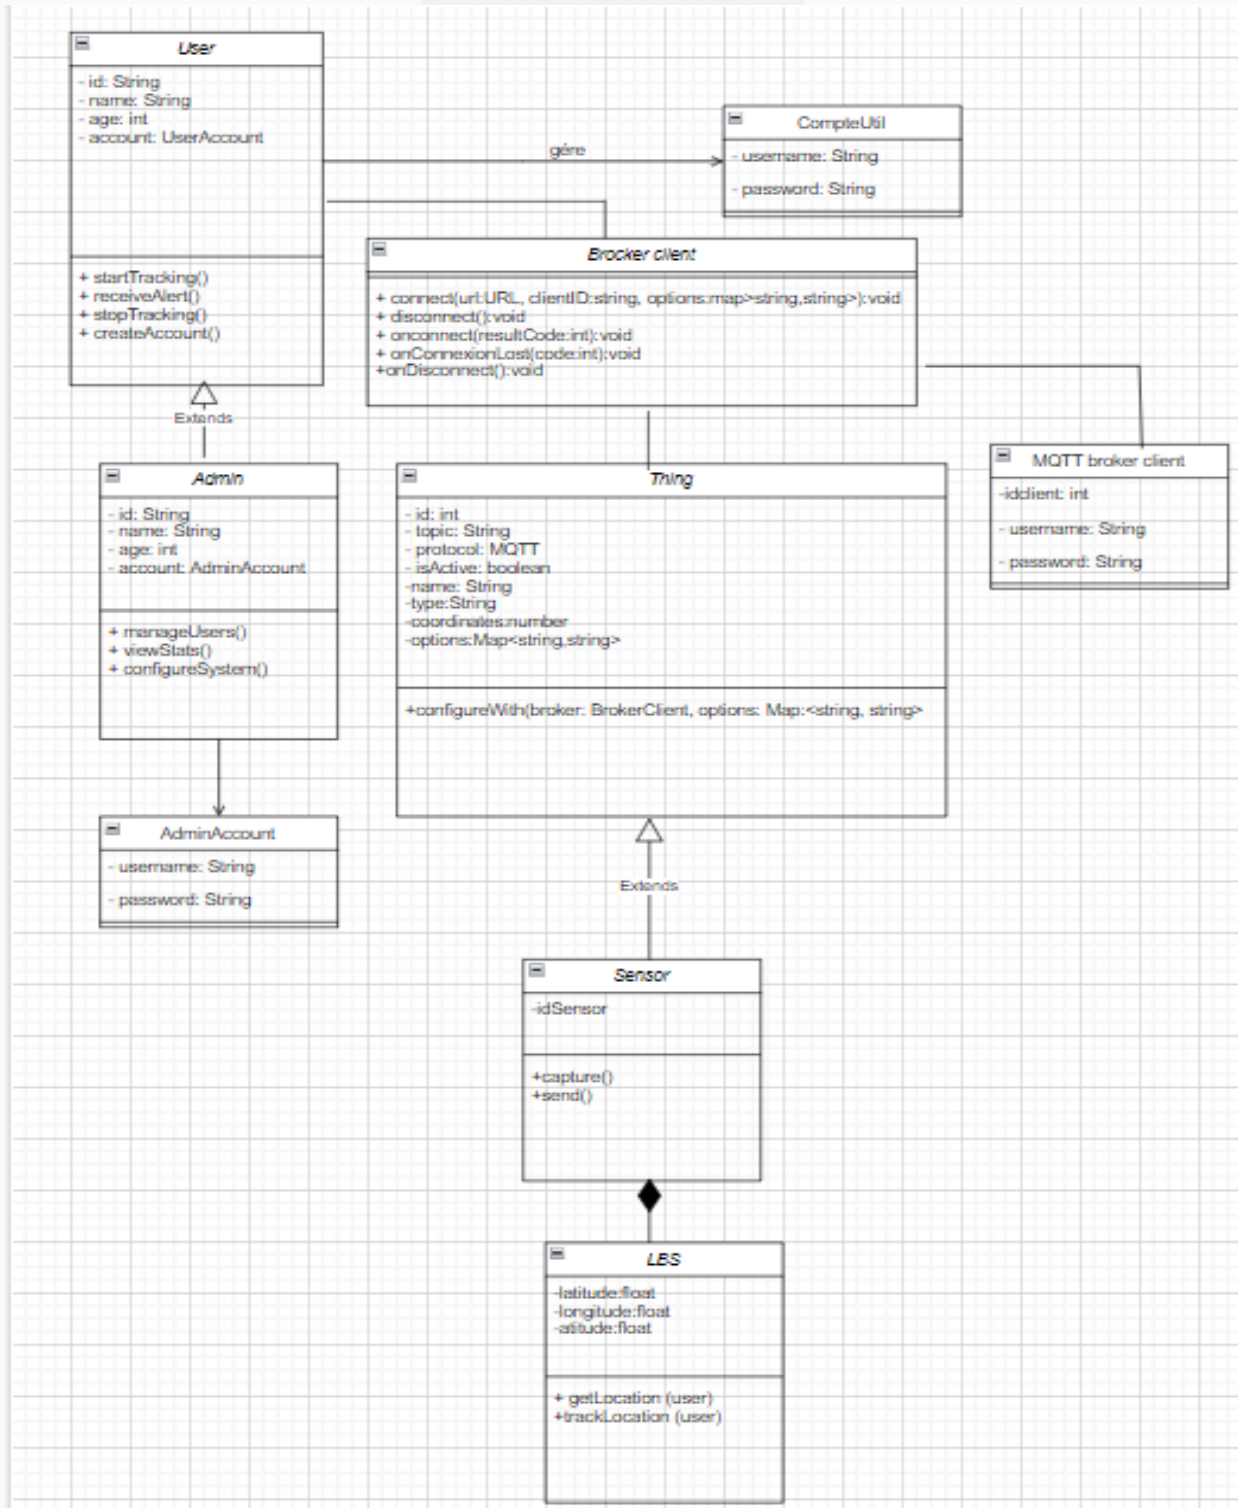 User
- id: String
- name: String
- age: int
- account: UserAccount
+ startTracking()
+ receiveAlert()
+ stopTracking()
+ createAccount()
gére
CompteUtil
- username: String
- password: String
Brocker client
+ connect(url:URL, clientID:string, options:map>string,string>):void
+ disconnect():void
+ onconnect(resultCode:int):void
+ onConnexionLost(code:int):void
+onDisconnect():void
Extends
Admin
- id: String
- name: String
- age: int
- account: AdminAccount
+ manageUsers()
+ viewStats()
+ configureSystem()
Thing
- id: int
- topic: String
- protocol: MQTT
- isActive: boolean
-name: String
-type:String
-coordinates:number
-options:Map<string,string>
+configureWith(broker: BrokerClient, options: Map:<string, string>
MQTT broker client
-idclient: int
- username: String
- password: String
AdminAccount
- username: String
- password: String
Extends
Sensor
-idSensor
+capture()
+send()
LBS
-latitude:float
-longitude:float
-atitude:float
+ getLocation (user)
+trackLocation (user)